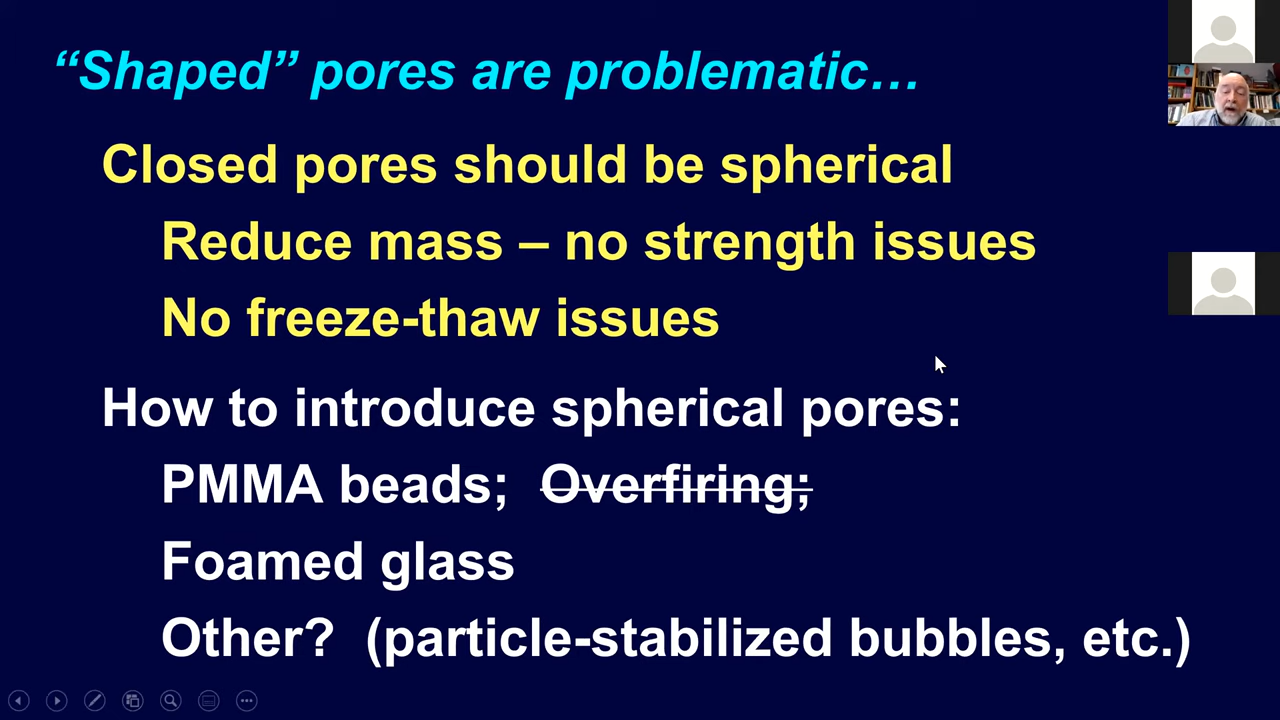 “Shaped” pores are problematic…
Closed pores should be spherical
Reduce mass – no strength issues
No freeze-thaw issues
How to introduce spherical pores:
PMMA beads; Overfiring;
Foamed glass
Other? (particle-stabilized bubbles, etc.)